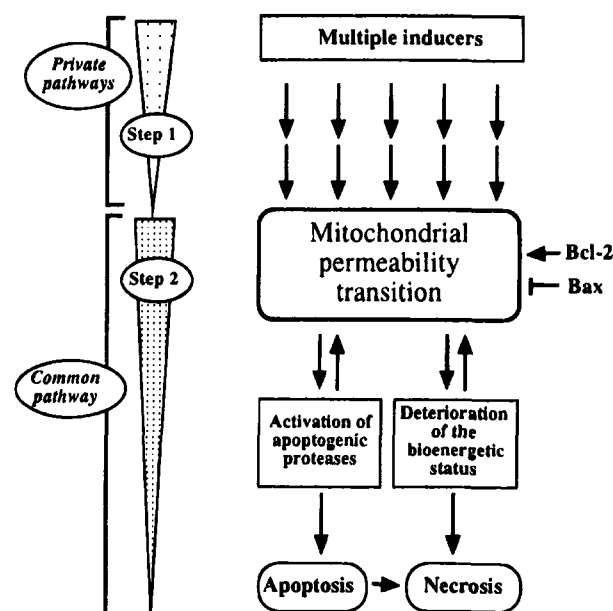 Private
pathways
Step 1
Step 2
Common
pathway
Multiple inducers
Mitochondrial
permeability
transition
Bcl-2
Bax
Activation of
apoptogenic
proteases
Deterioration
of the
bioenergetic
status
Apoptosis
Necrosis